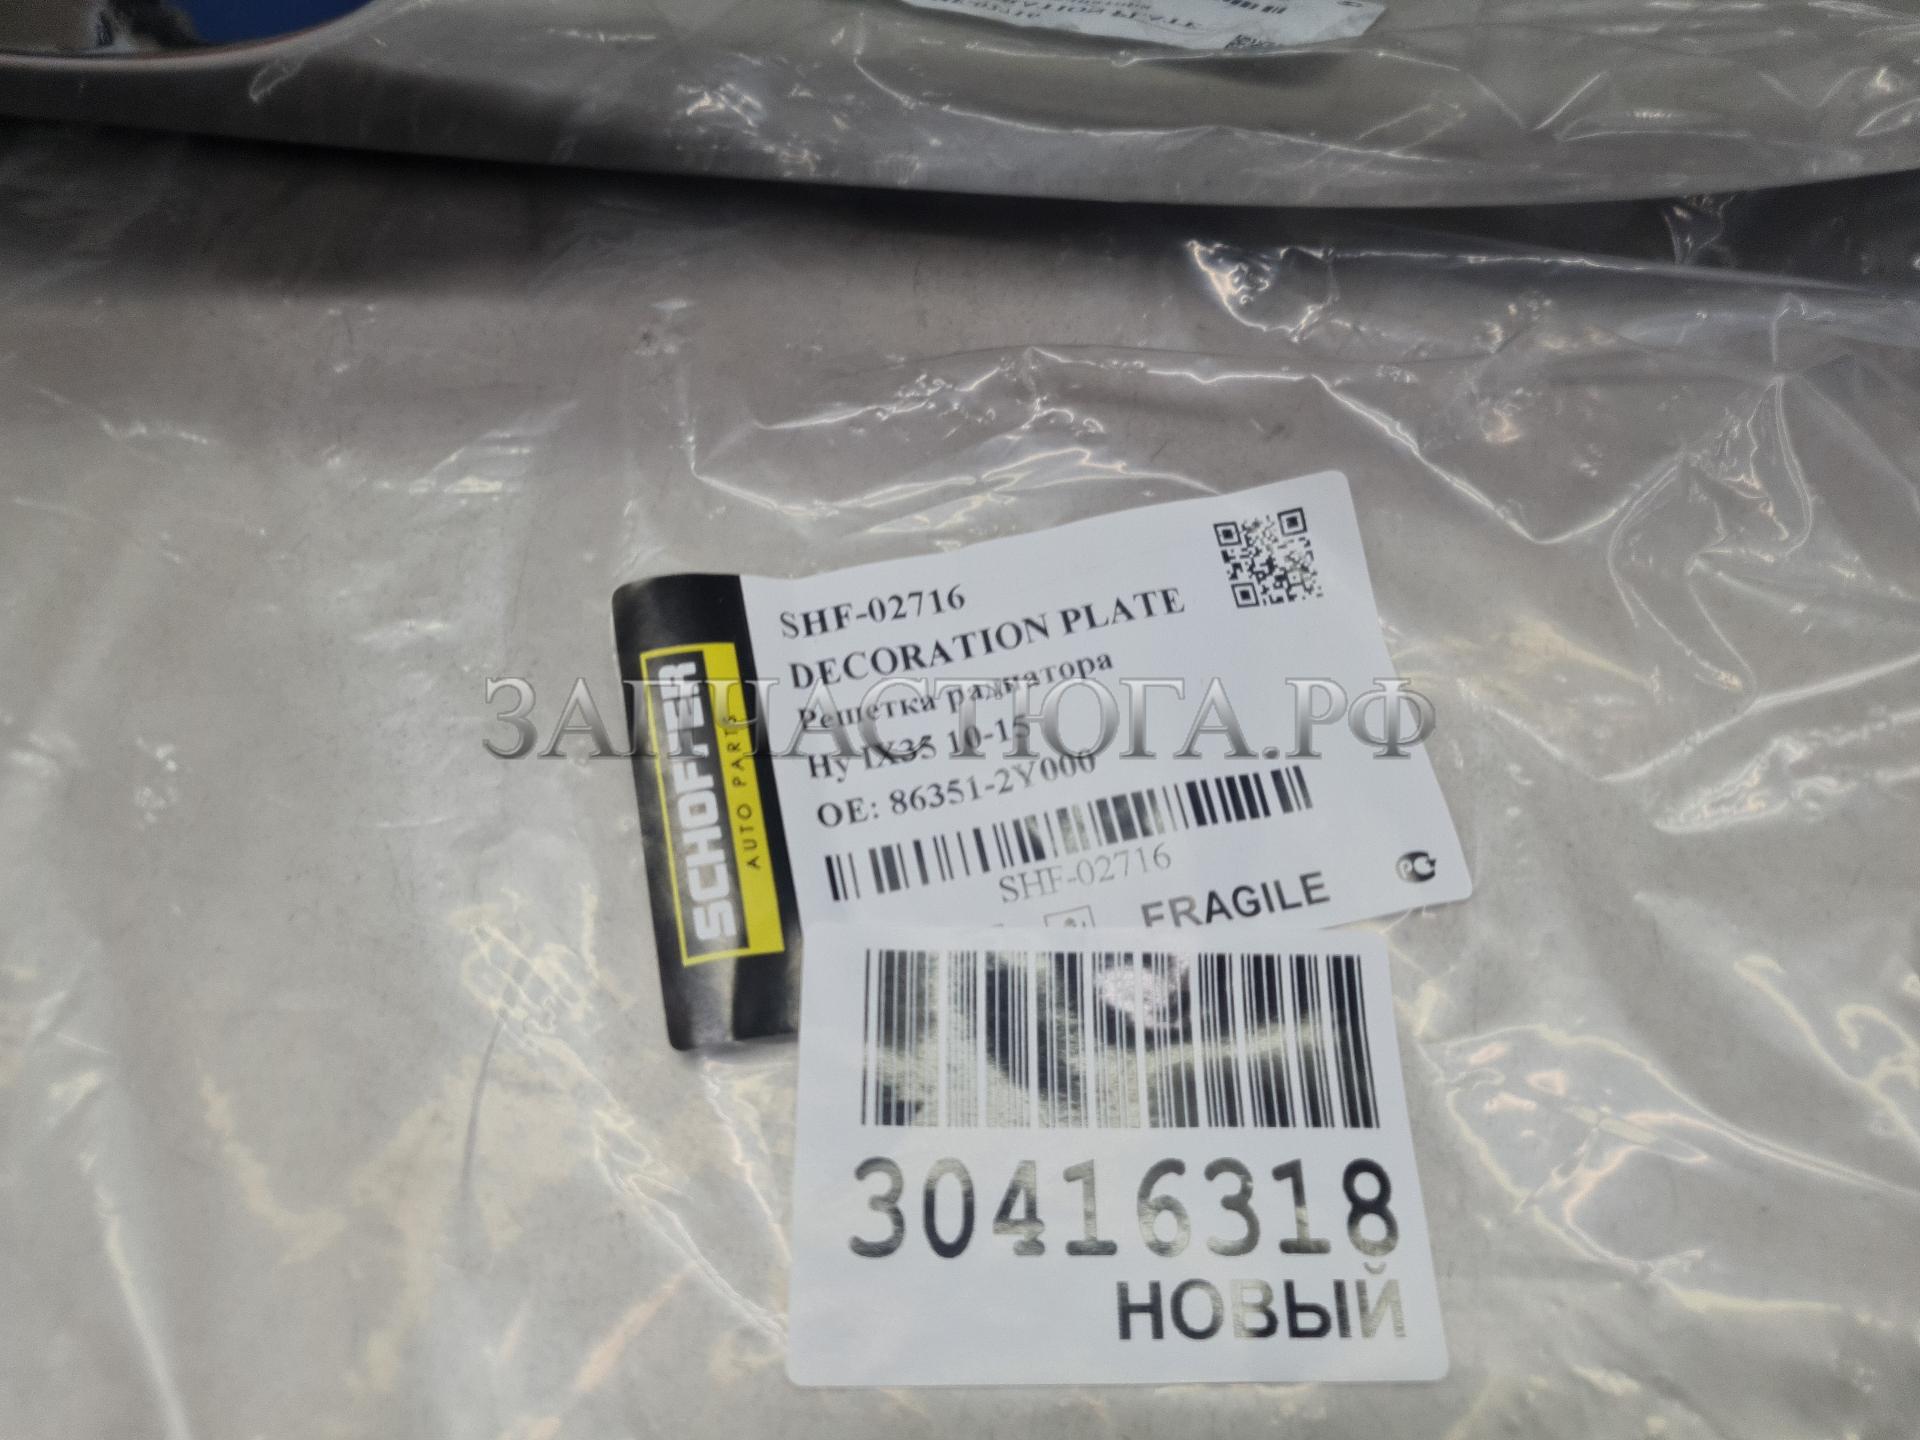 SHF-02716
DECORATION PLATE
Решетка радиатора
Hy IX35 10-15
OE: 86351-2Y000
SHF-02716
FRAGILE
SCHOFFER
AUTO PARTS
ЗАПЧАСТЮГА.РФ
30416318
НОВЫЙ